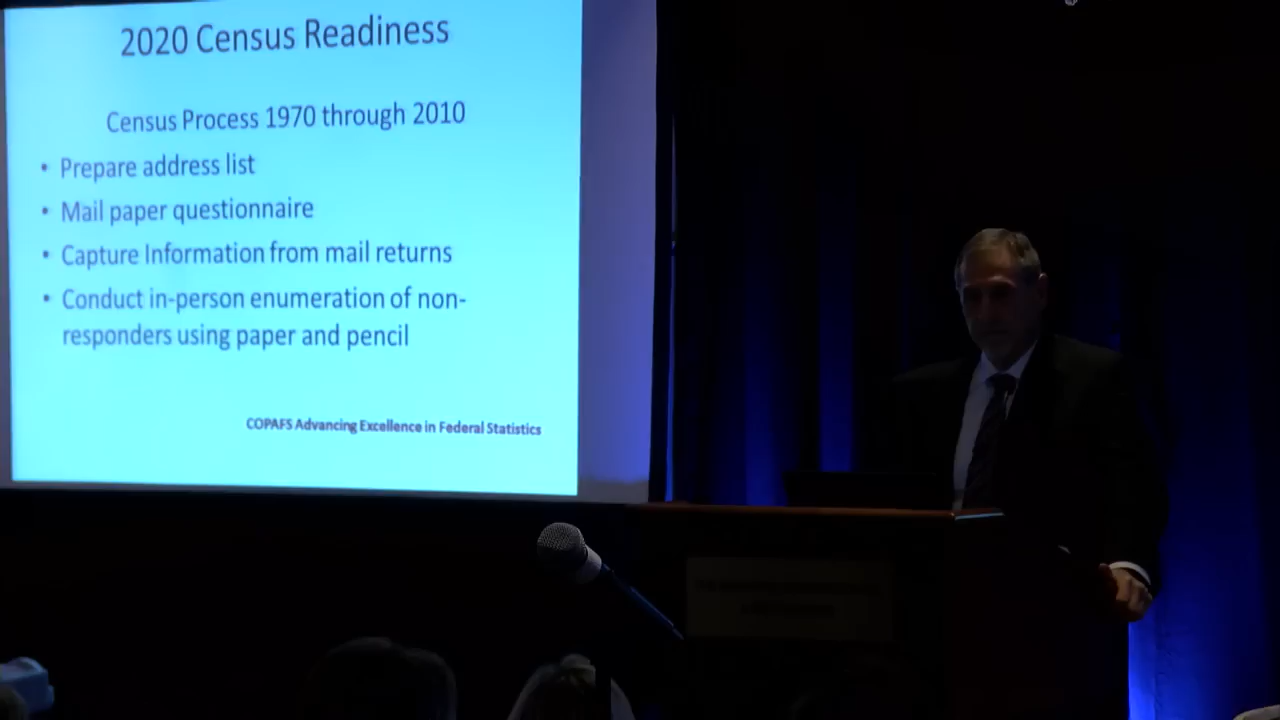 2020 Census Readiness
Census Process 1970 through 2010
• Prepare address list
• Mail paper questionnaire
• Capture Information from mail returns
• Conduct in-person enumeration of non-
responders using paper and pencil
COPAFS Advancing Excellence in Federal Statistics